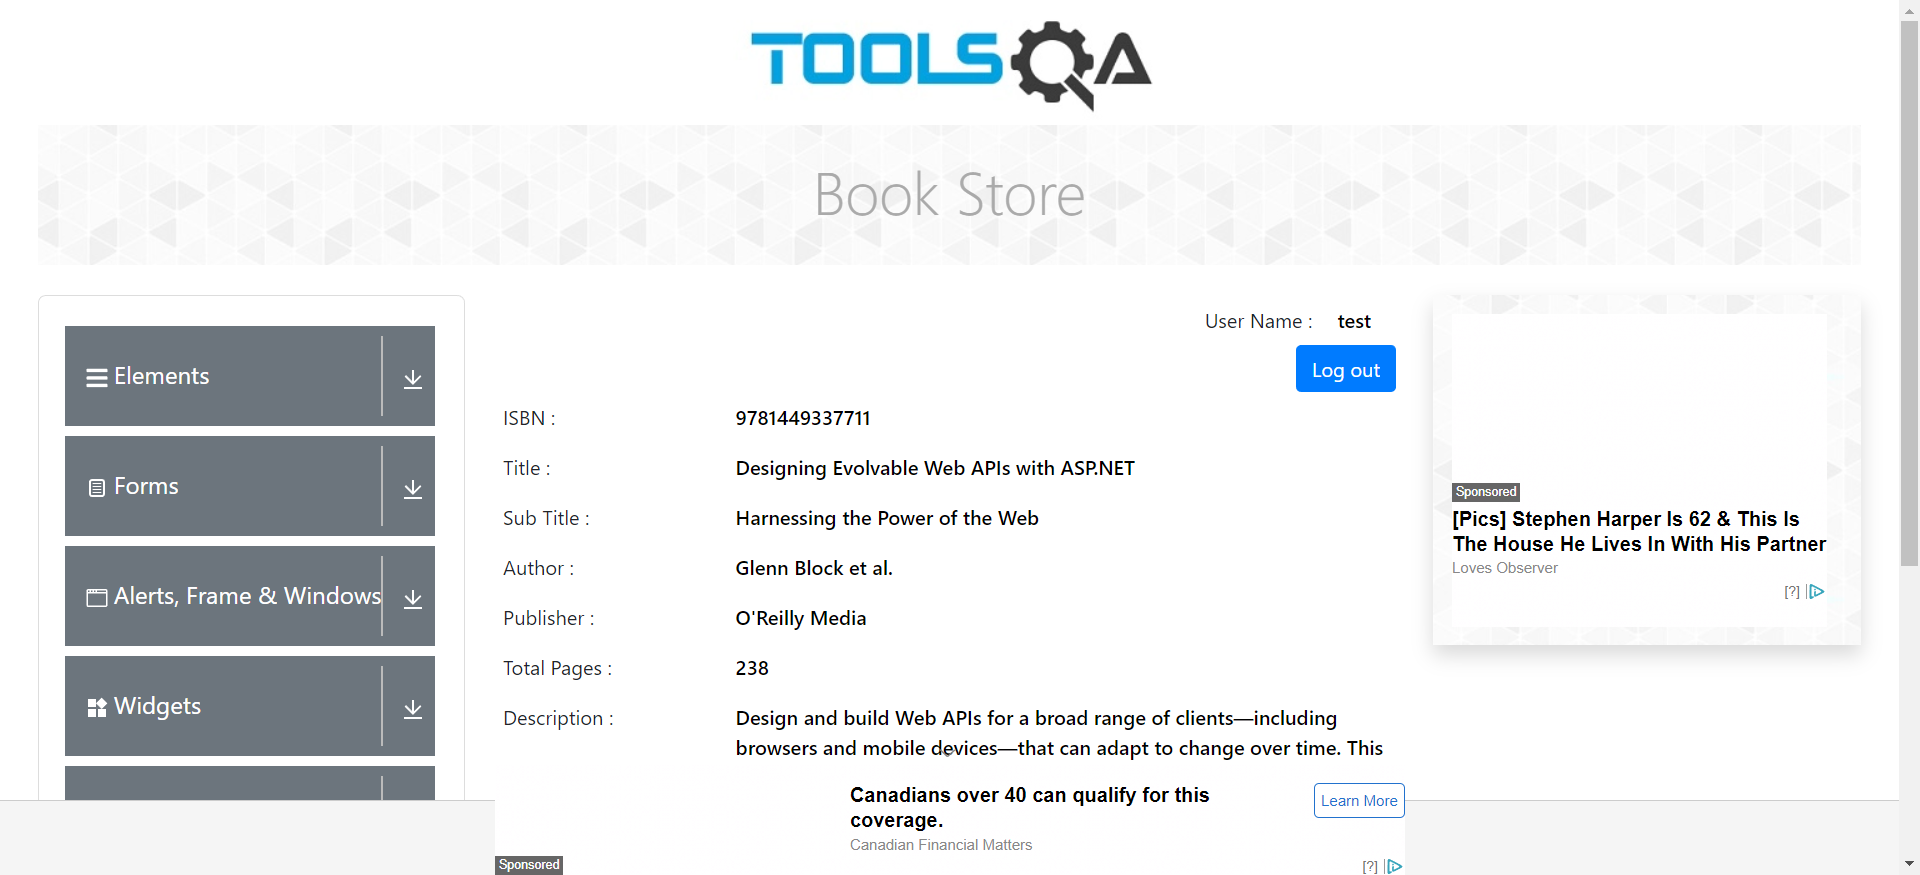 TOOLSQA
Book Store
Elements
Forms
Alerts, Frame & Windows
Widgets
User Name : test
Log out
ISBN : 9781449337711
Title : Designing Evolvable Web APIs with ASP.NET
Sub Title : Harnessing the Power of the Web
Author : Glenn Block et al.
Publisher : O'Reilly Media
Total Pages : 238
Description : Design and build Web APIs for a broad range of clients—including
browsers and mobile devices—that can adapt to change over time. This
Sponsored
[Pics] Stephen Harper Is 62 & This Is
The House He Lives In With His Partner
Loves Observer
[?]
Canadians over 40 can qualify for this
coverage.
Canadian Financial Matters
Learn More
Sponsored
[?]